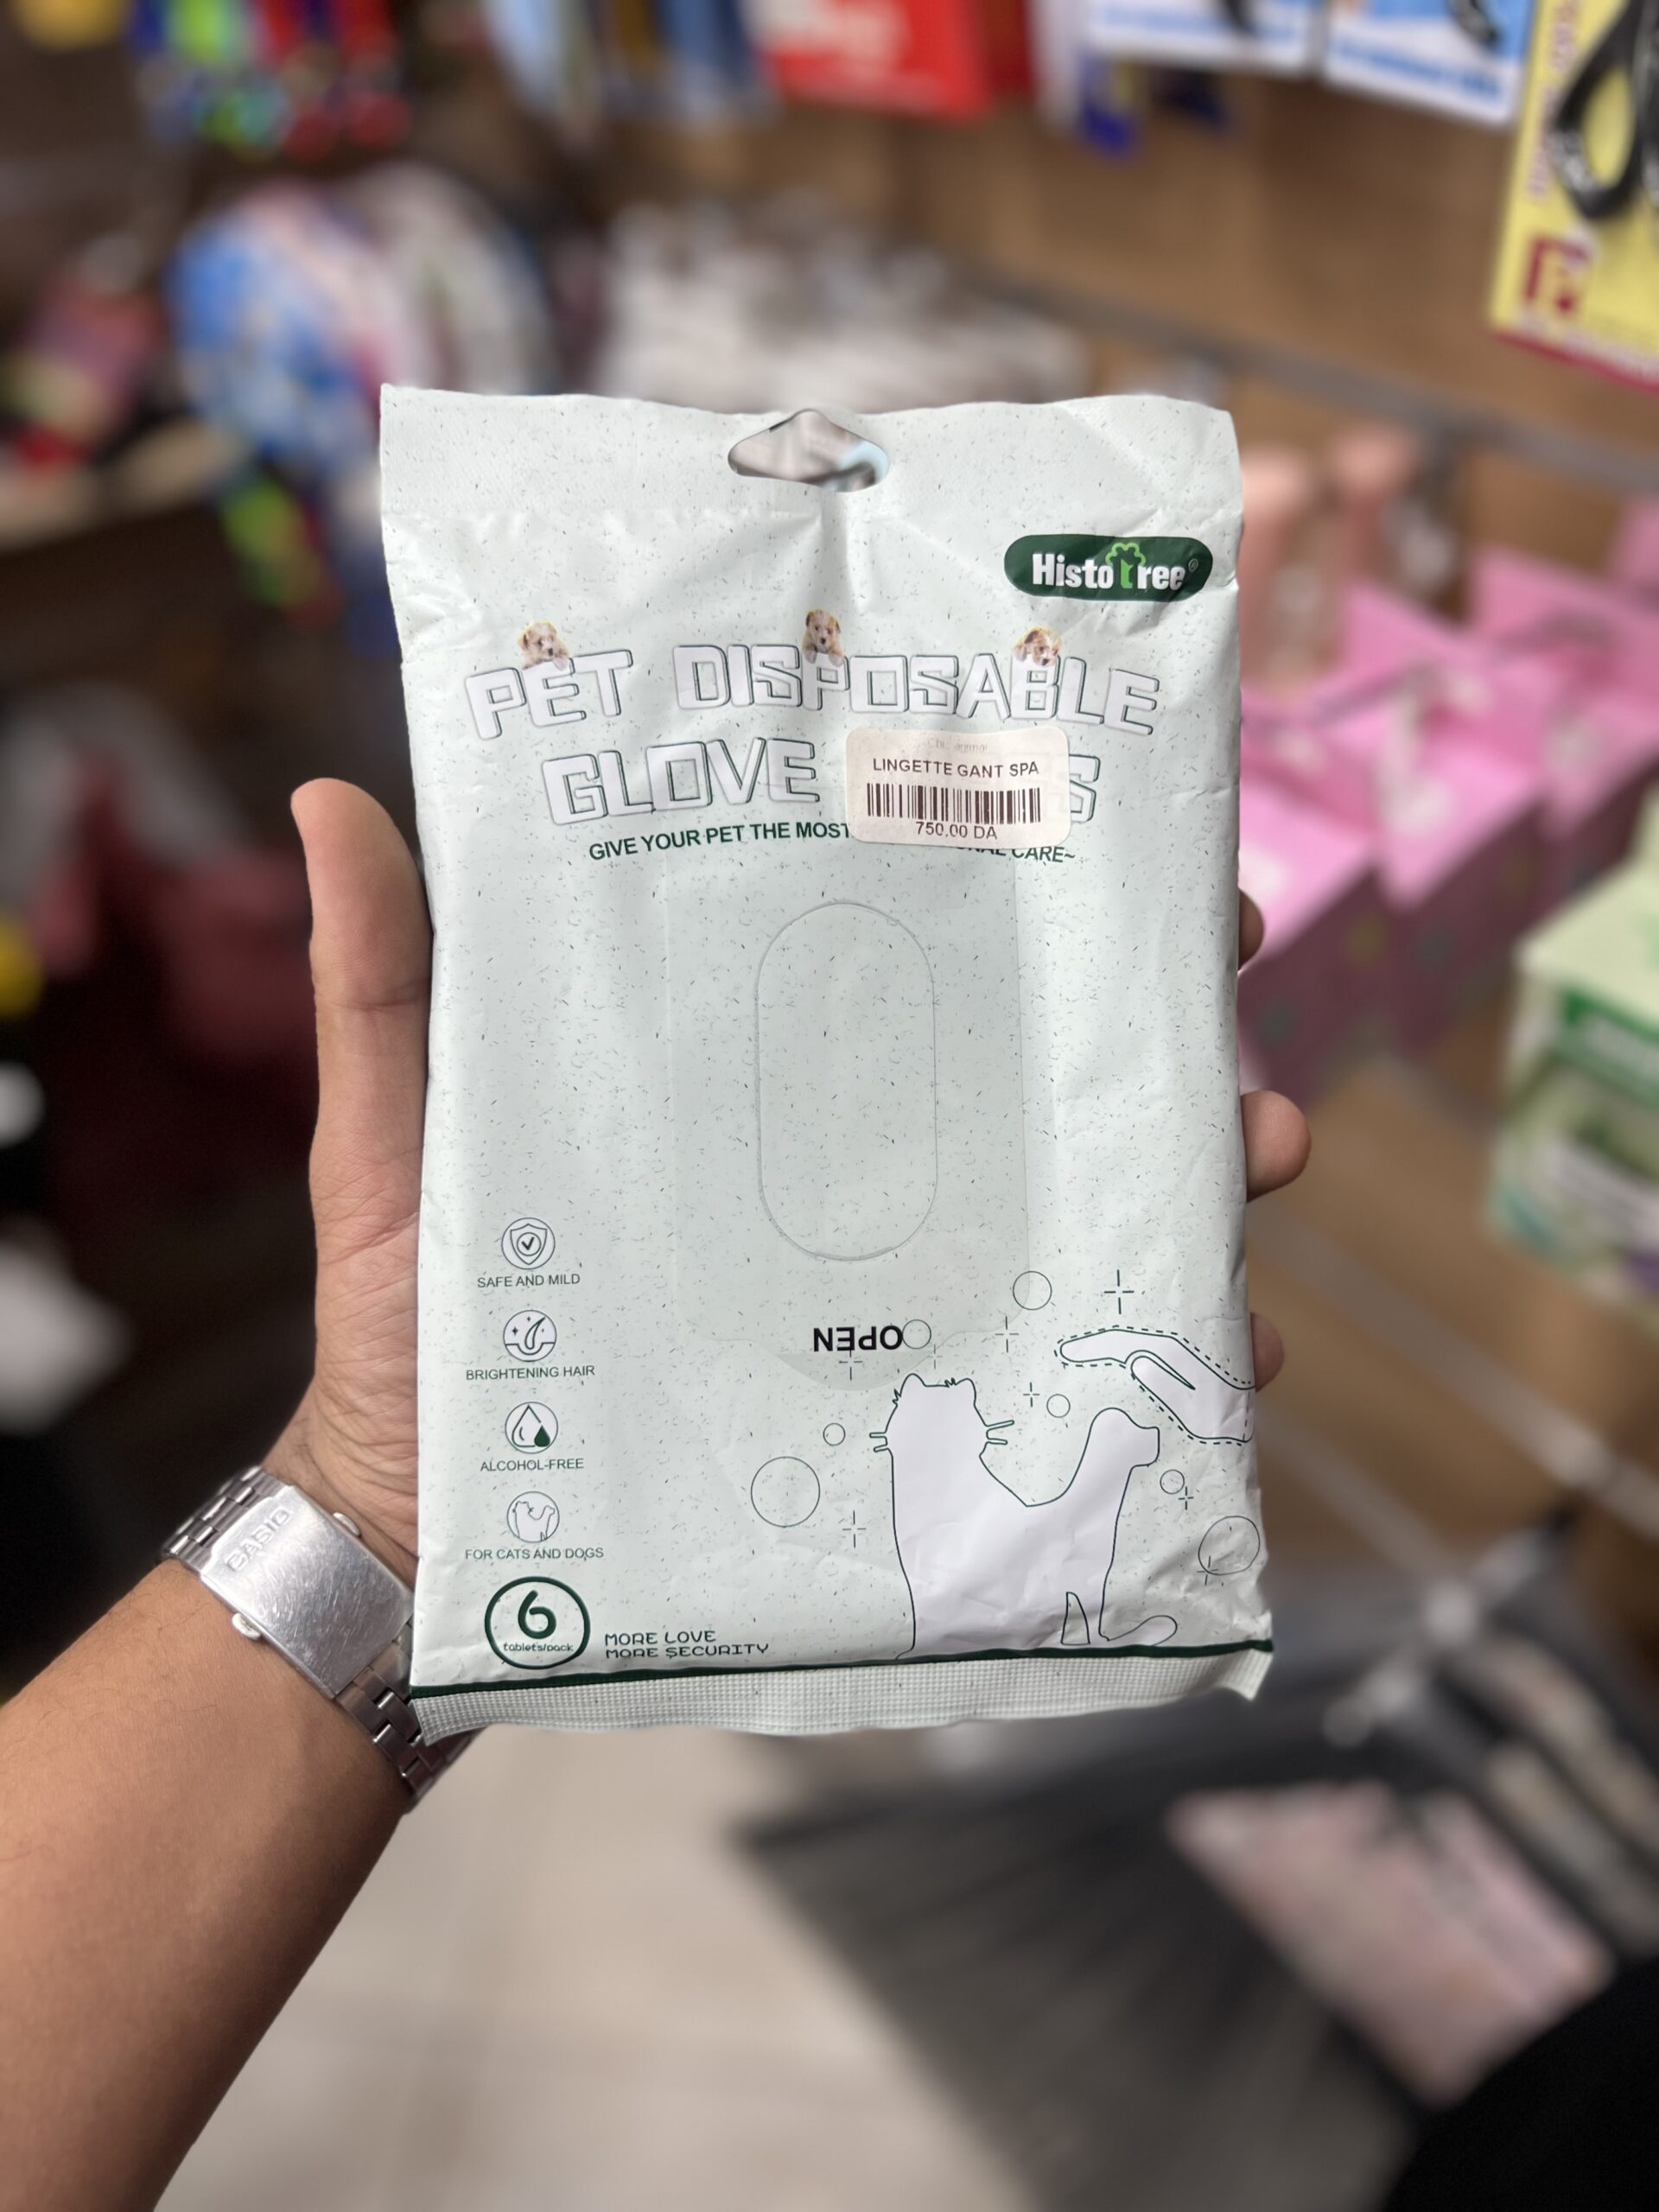 Histotree®
PET DISPOSABLE
GLOVE S
LINGETTE GANT SPA
750.00 DA
GIVE YOUR PET THE MOST CARE~
OPEN
SAFE AND MILD
BRIGHTENING HAIR
ALCOHOL-FREE
FOR CATS AND DOGS
6
tablets/pack
MORE LOVE
MORE SECURITY
CASIO